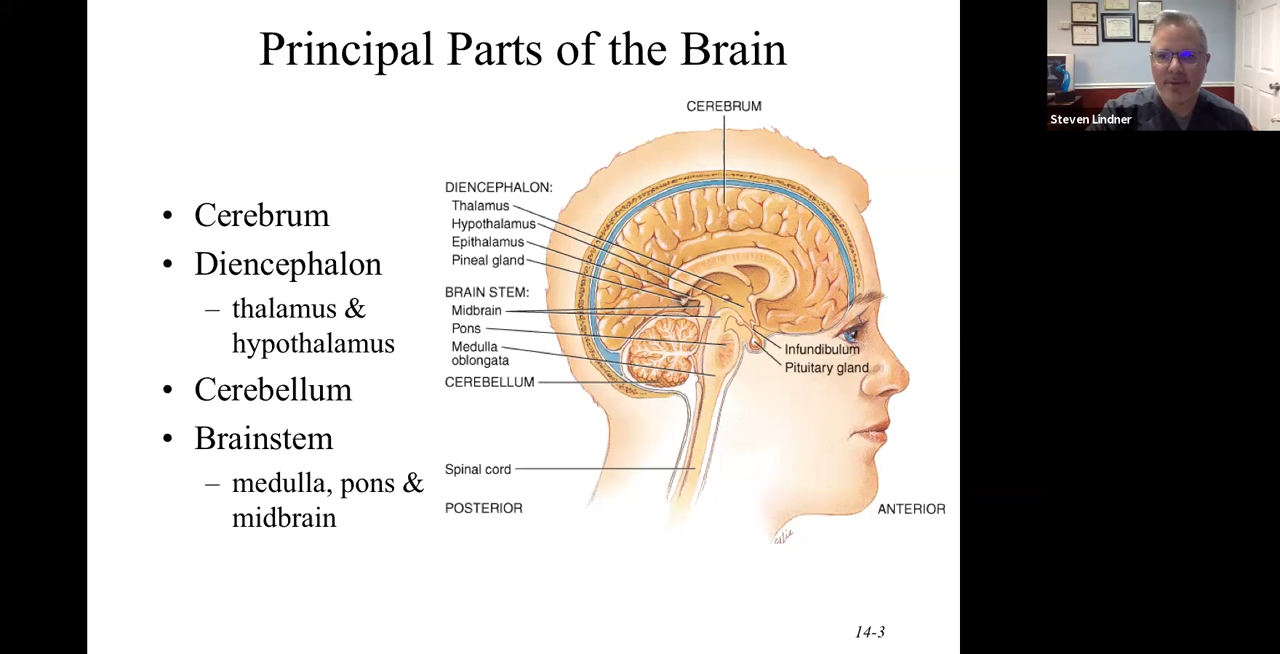 Principal Parts of the Brain
• Cerebrum
• Diencephalon
– thalamus &
hypothalamus
• Cerebellum
• Brainstem
– medulla, pons &
midbrain
CEREBRUM
DIENCEPHALON:
Thalamus
Hypothalamus
Epithalamus
Pineal gland
BRAIN STEM:
Midbrain
Pons
Medulla
oblongata
CEREBELLUM
Infundibulum
Pituitary gland
Spinal cord
POSTERIOR
ANTERIOR
14-3
Steven Lindner